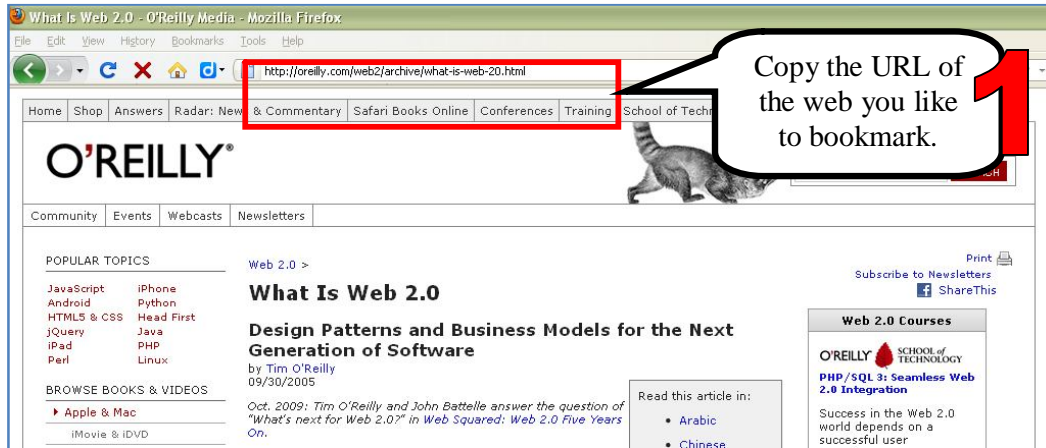 What Is Web 2.0 - O'Reilly Media - Mozilla Firefox
File Edit View History Bookmarks Tools Help
http://oreilly.com/web2/archive/what-is-web-20.html
Copy the URL of
the web you like
to bookmark.
1
Home Shop Answers Radar: News & Commentary Safari Books Online Conferences Training School of
O'REILLY®
Community Events Webcasts Newsletters
POPULAR TOPICS
JavaScript iPhone
Android Python
HTML5 & CSS Head First
jQuery Java
iPad PHP
Perl Linux
BROWSE BOOKS & VIDEOS
Apple & Mac
iMovie & iDVD
Web 2.0 >
What Is Web 2.0
Design Patterns and Business Models for the Next
Generation of Software
by Tim O'Reilly
09/30/2005
Oct. 2009: Tim O'Reilly and John Battelle answer the question of
"What's next for Web 2.0?" in Web Squared: Web 2.0 Five Years
On.
Read this article in:
• Arabic
• Chinese
Print
Subscribe to Newsletters
ShareThis
Web 2.0 Courses
O'REILLY SCHOOL of
TECHNOLOGY
PHP/SQL 3: Seamless Web
2.0 Integration
Success in the Web 2.0
world depends on a
successful user